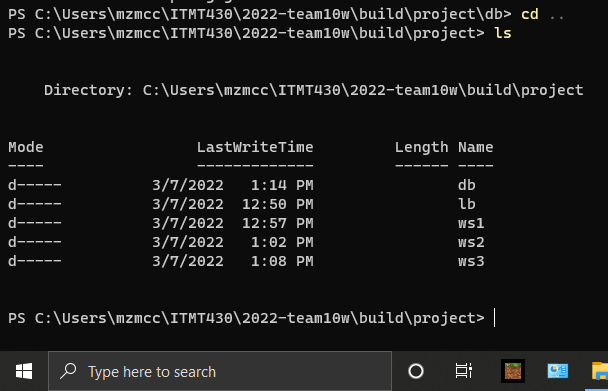 PS C:\Users\mzmcc\ITMT430\2022-team10w\build\project\db> cd ..
PS C:\Users\mzmcc\ITMT430\2022-team10w\build\project> ls
Directory: C:\Users\mzmcc\ITMT430\2022-team10w\build\project
Mode LastWriteTime Length Name
---- ------------- ------ ----
d----- 3/7/2022 1:14 PM db
d----- 3/7/2022 12:50 PM lb
d----- 3/7/2022 12:57 PM ws1
d----- 3/7/2022 1:02 PM ws2
d----- 3/7/2022 1:08 PM ws3
PS C:\Users\mzmcc\ITMT430\2022-team10w\build\project>
Type here to search